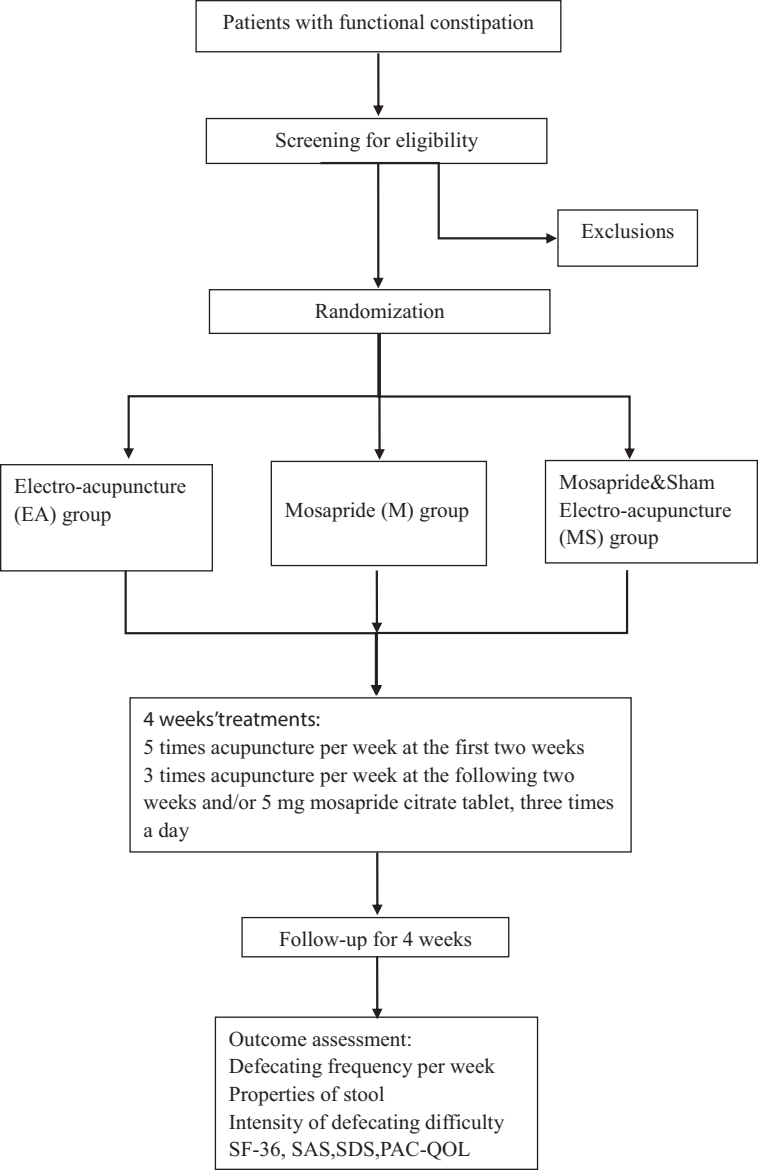 Patients with functional constipation
Screening for eligibility
Exclusions
Randomization
Electro-acupuncture
(EA) group
Mosapride (M) group
Mosapride&Sham
Electro-acupuncture
(MS) group
4 weeks'treatments:
5 times acupuncture per week at the first two weeks
3 times acupuncture per week at the following two
weeks and/or 5 mg mosapride citrate tablet, three times
a day
Follow-up for 4 weeks
Outcome assessment:
Defecating frequency per week
Properties of stool
Intensity of defecating difficulty
SF-36, SAS,SDS,PAC-QOL